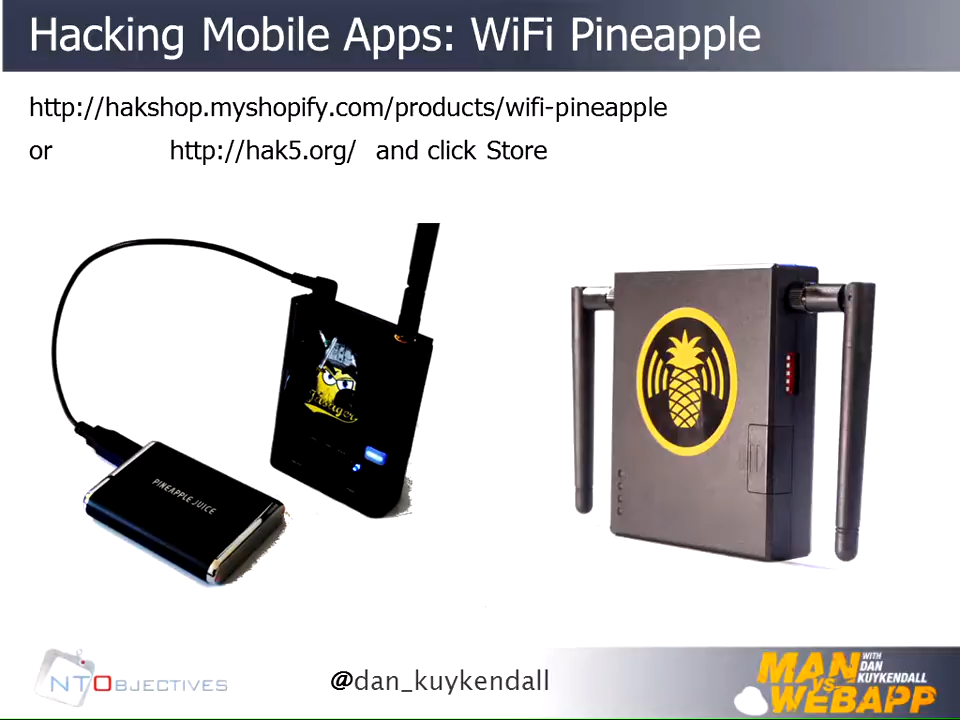 Hacking Mobile Apps: WiFi Pineapple
http://hakshop.myshopify.com/products/wifi-pineapple
or http://hak5.org/ and click Store
PINEAPPLE JUICE
NTOBJECTIVES
@dan_kuykendall
MAN VS WEBAPP
WITH DAN KUYKENDALL